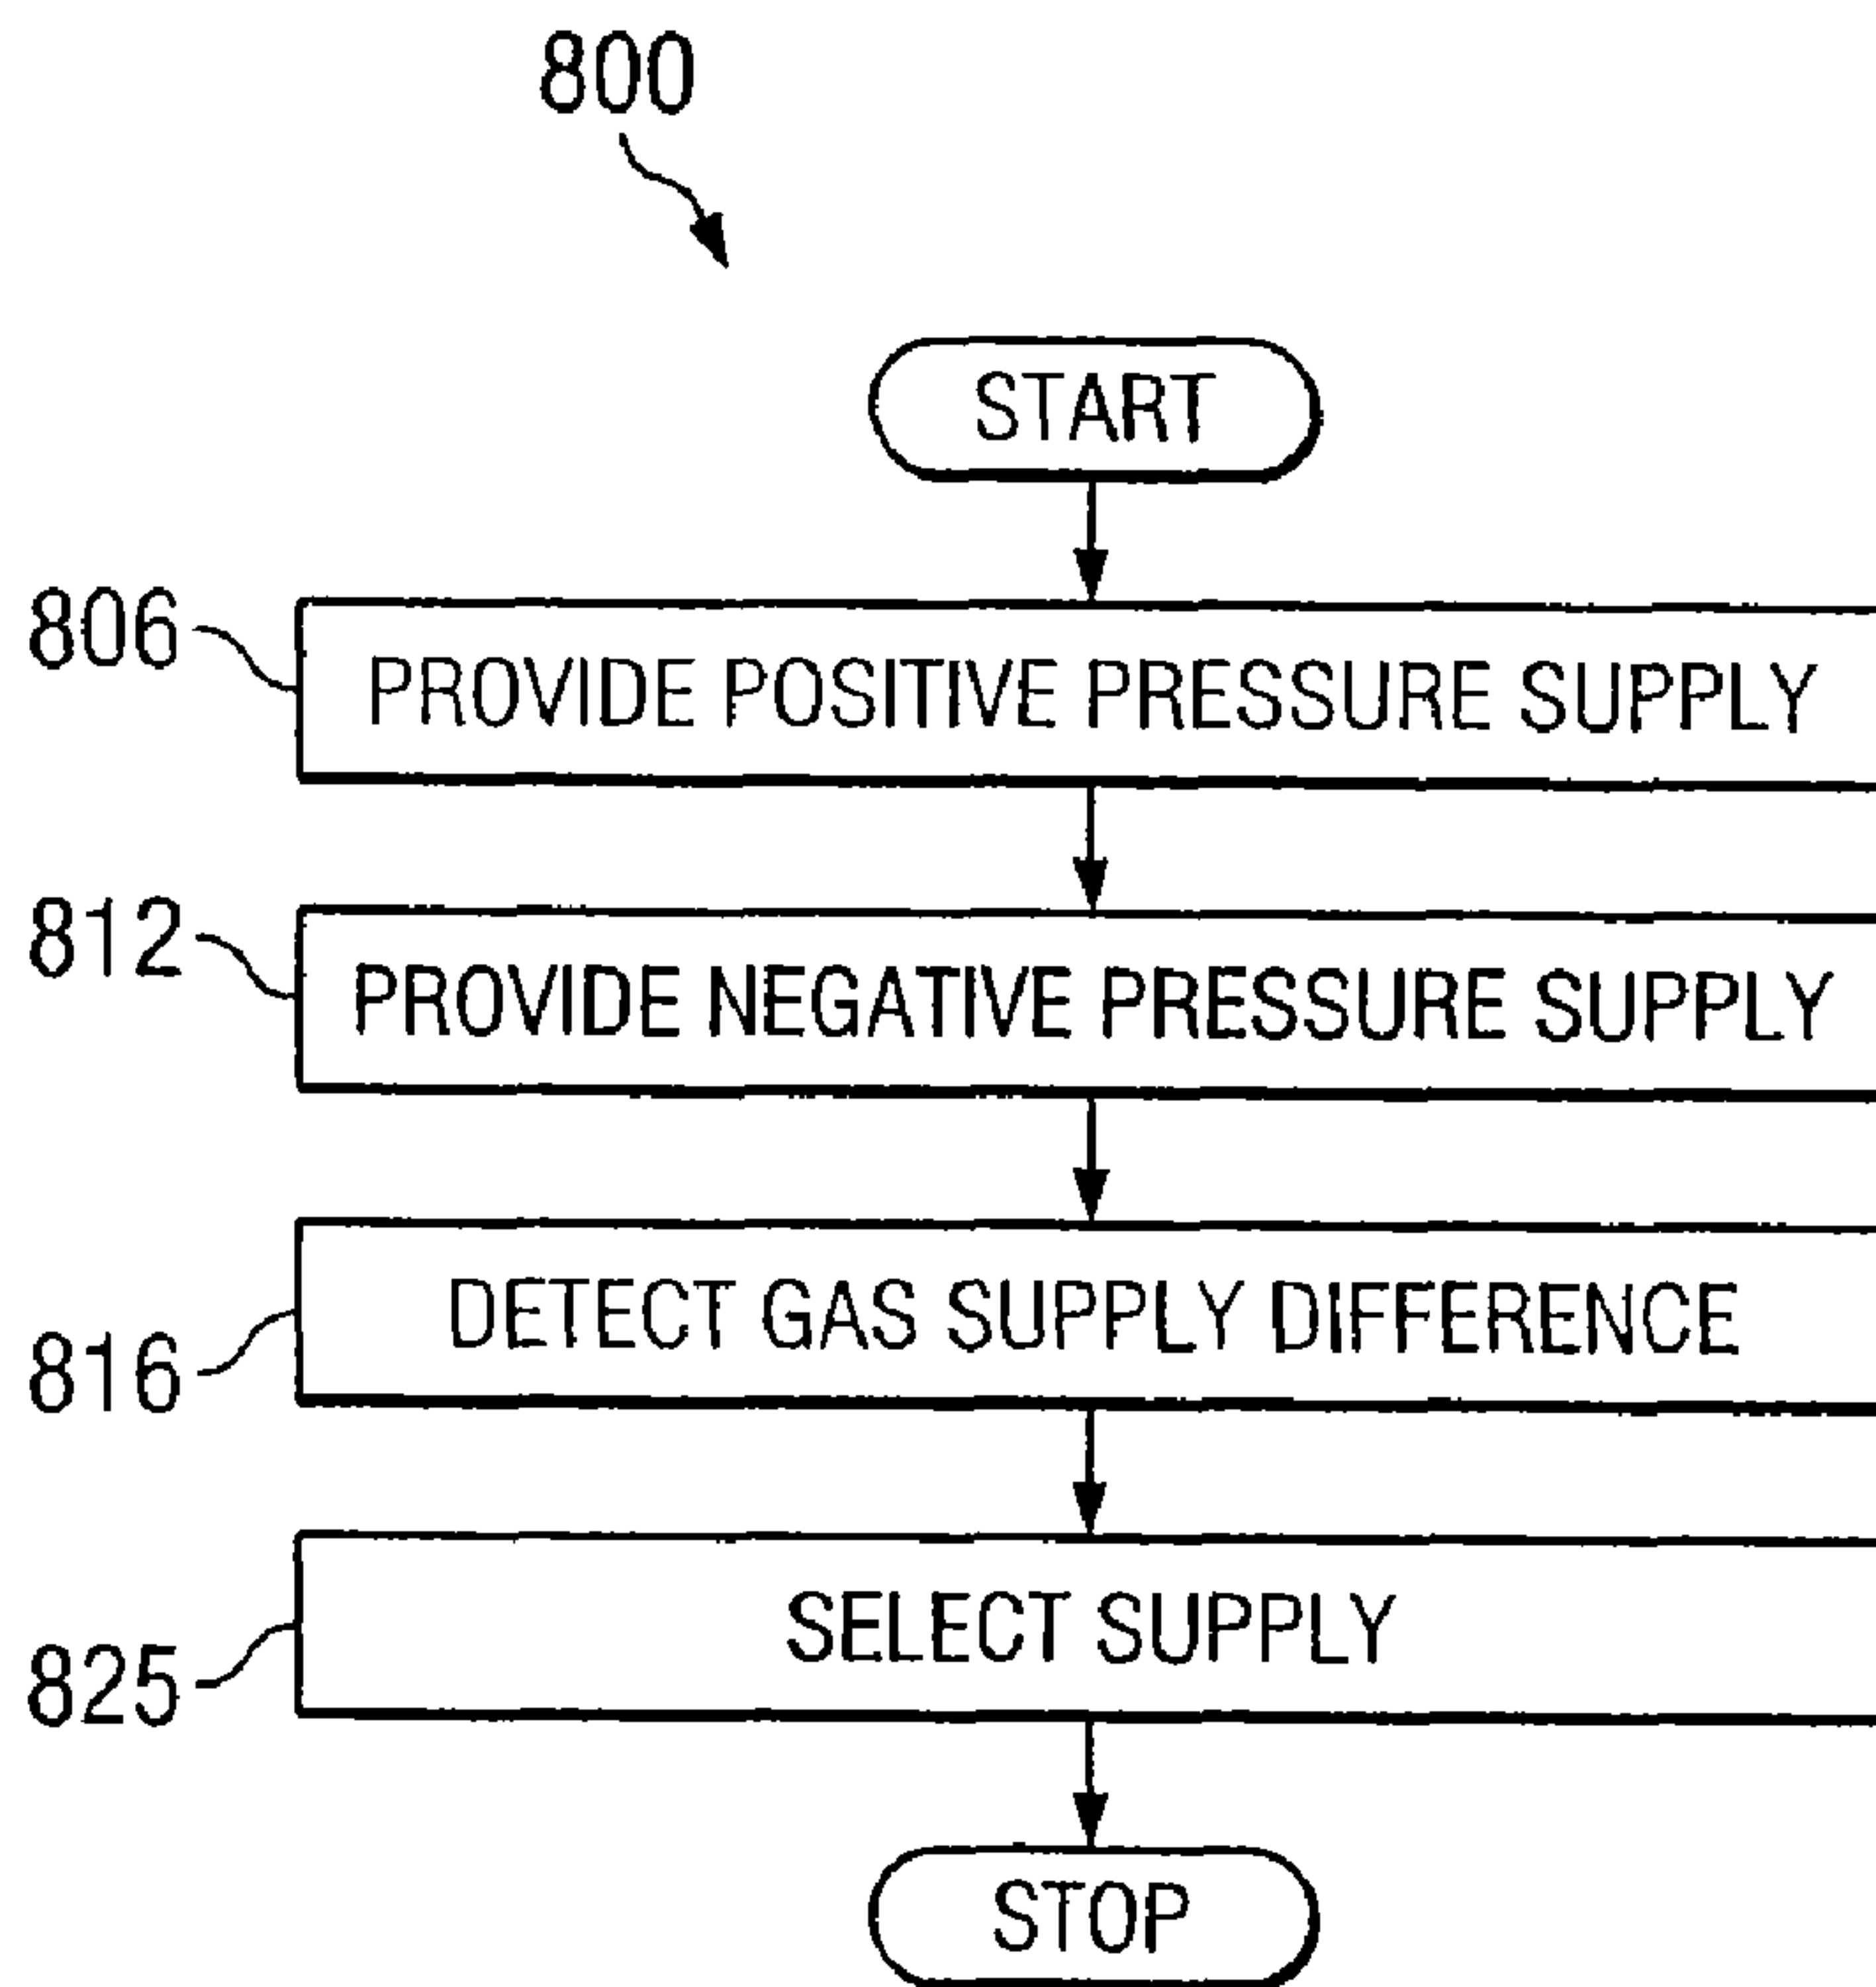 800
START
806
PROVIDE POSITIVE PRESSURE SUPPLY
812
PROVIDE NEGATIVE PRESSURE SUPPLY
816
DETECT GAS SUPPLY DIFFERENCE
825
SELECT SUPPLY
STOP